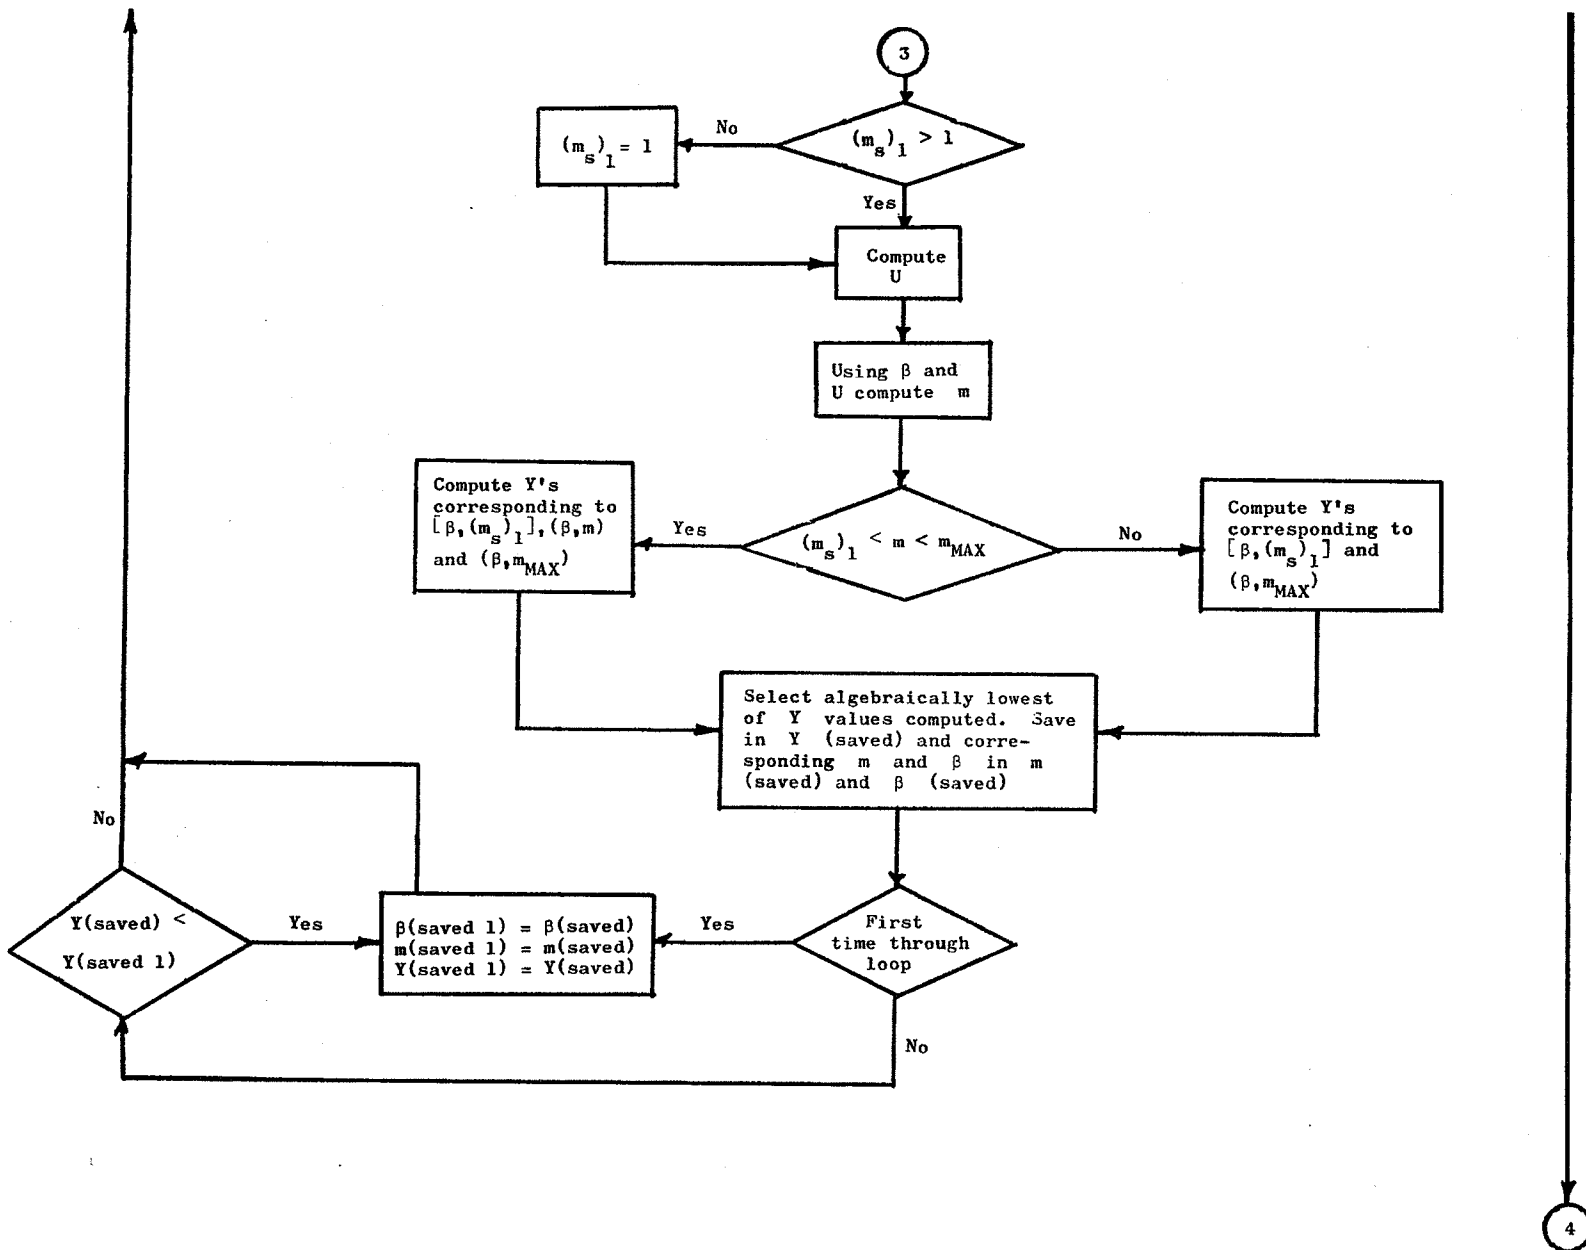 3
(m_s)_1 > 1
No
(m_s)_1 = 1
Yes
Compute
U
Using β and
U compute m
(m_s)_1 < m < m_MAX
Yes
Compute Y's
corresponding to
[β,(m_s)_1],(β,m)
and (β,m_MAX)
No
Compute Y's
corresponding to
[β,(m_s)_1] and
(β,m_MAX)
Select algebraically lowest
of Y values computed. Save
in Y (saved) and corre-
sponding m and β in m
(saved) and β (saved)
First
time through
loop
Yes
β(saved 1) = β(saved)
m(saved 1) = m(saved)
Y(saved 1) = Y(saved)
No
Y(saved) <
Y(saved 1)
Yes
No
4